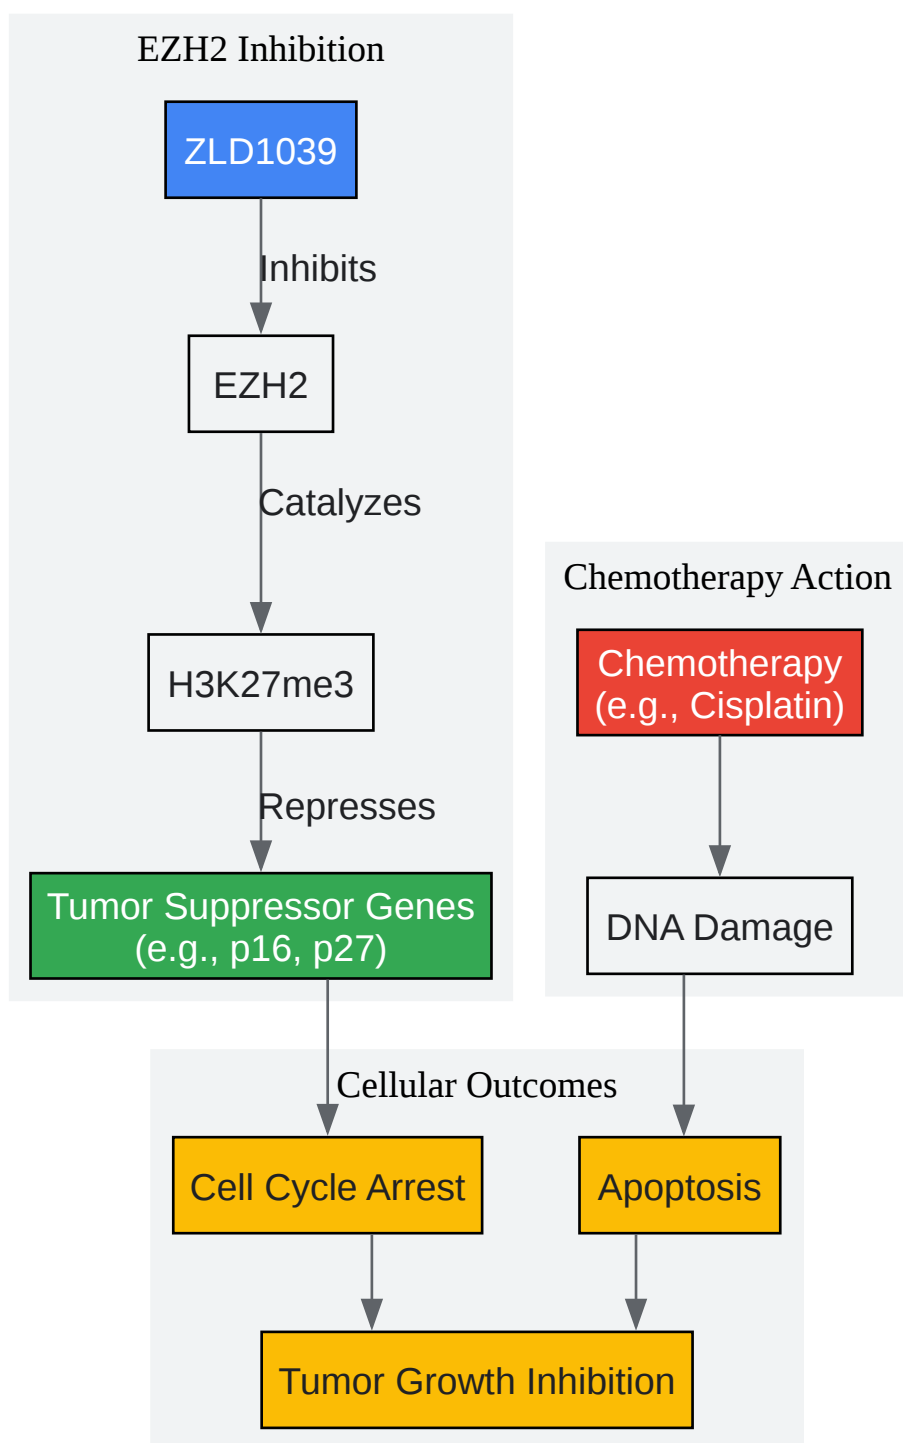 EZH2 Inhibition
ZLD1039
Inhibits
EZH2
Catalyzes
H3K27me3
Represses
Tumor Suppressor Genes
(e.g., p16, p27)
Chemotherapy Action
Chemotherapy
(e.g., Cisplatin)
DNA Damage
Cellular Outcomes
Cell Cycle Arrest
Apoptosis
Tumor Growth Inhibition